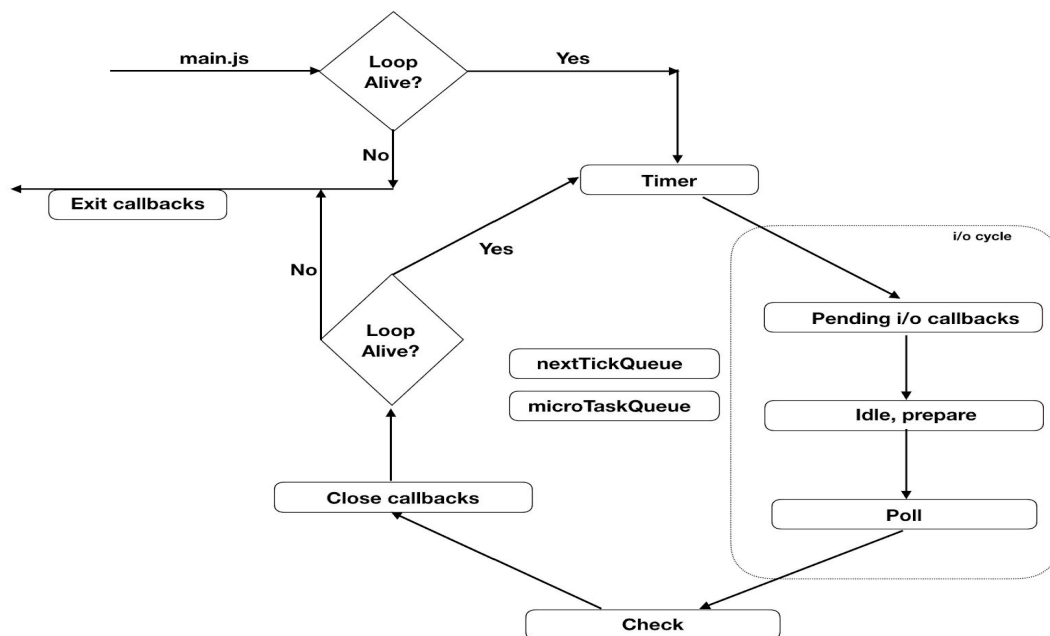 main.js
Loop
Alive?
Yes
No
Exit callbacks
Timer
i/o cycle
Yes
No
Pending i/o callbacks
Loop
Alive?
nextTickQueue
microTaskQueue
Idle, prepare
Close callbacks
Poll
Check